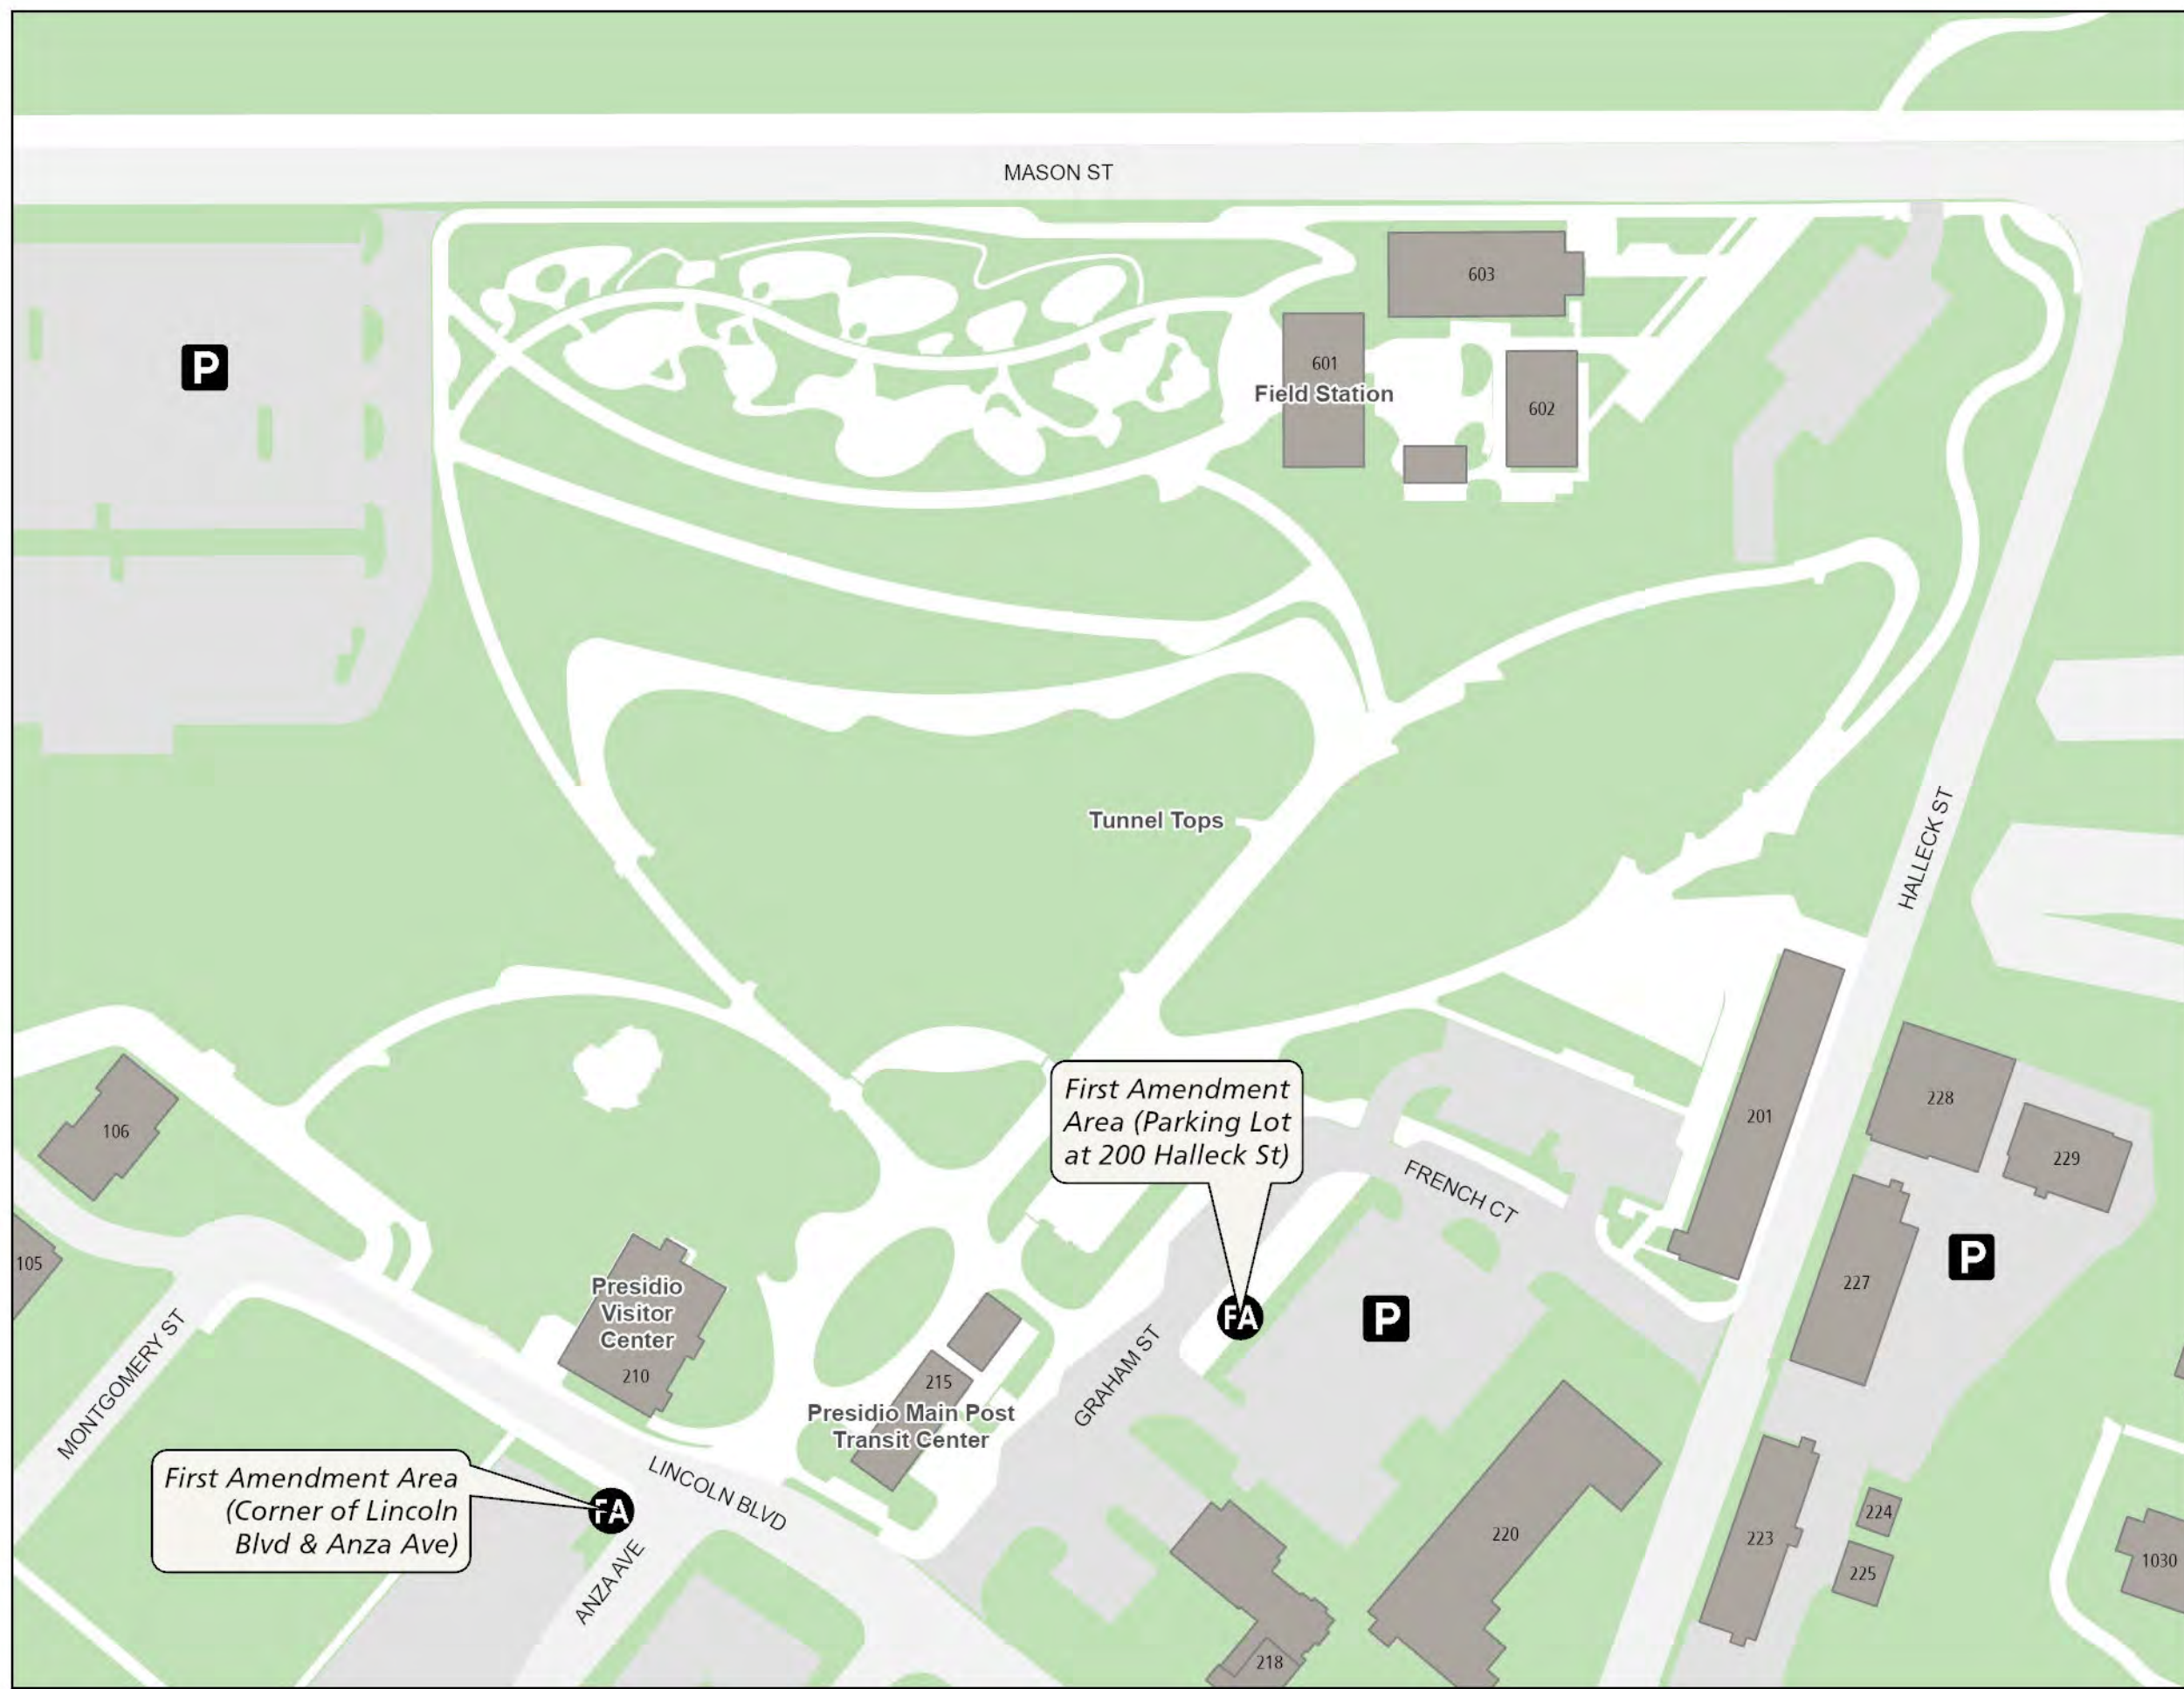 MASON ST
603
P
601
Field Station
602
Tunnel Tops
HALLECK ST
First Amendment
Area (Parking Lot
at 200 Halleck St)
228
201
106
229
FRENCH CT
P
105
Presidio
Visitor
Center
227
FA
P
MONTGOMERY ST
GRAHAM ST
210
215
Presidio Main Post
Transit Center
First Amendment Area
(Corner of Lincoln
Blvd & Anza Ave)
LINCOLN BLVD
FA
224
220
223
1030
225
ANZA AVE
218